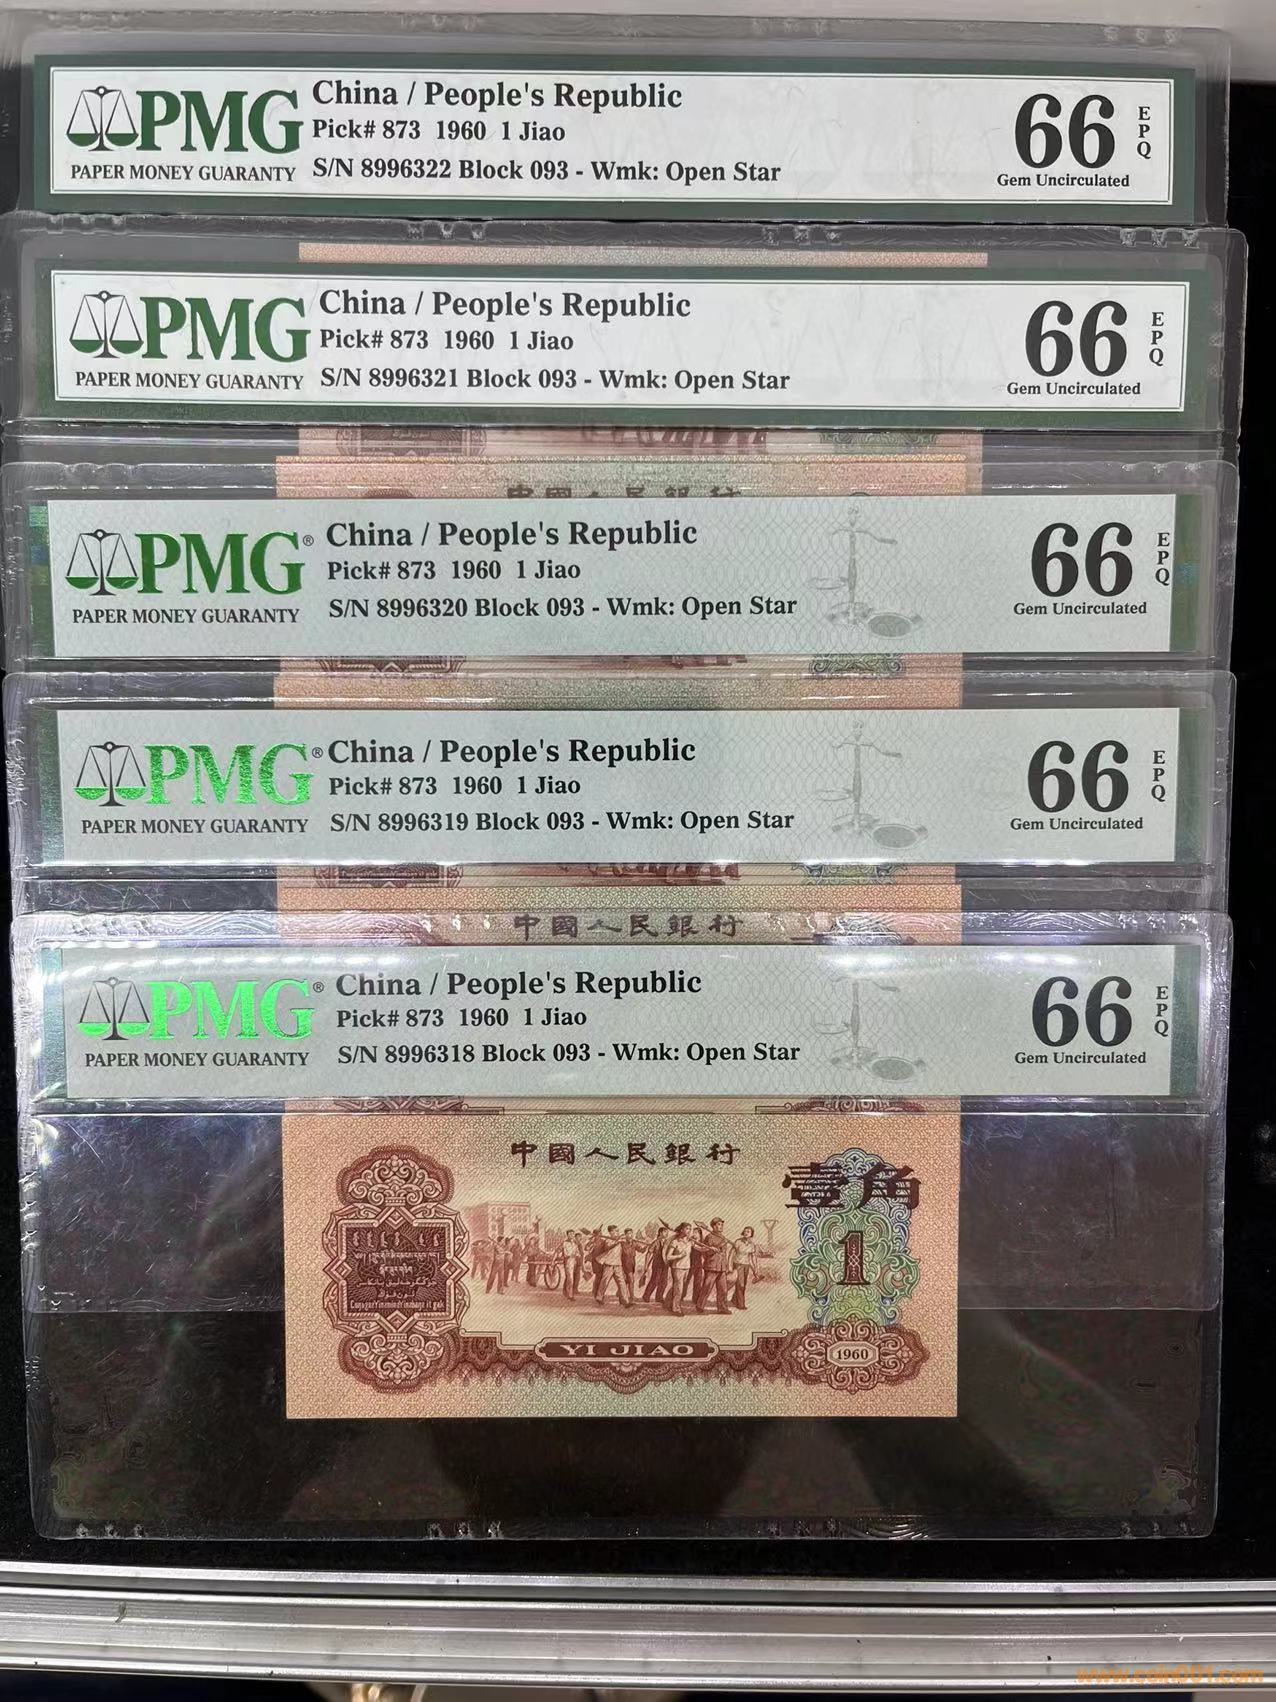 PMG
PAPER MONEY GUARANTY
China / People's Republic
Pick# 873 1960 1 Jiao
S/N 8996322 Block 093 - Wmk: Open Star
66
EPQ
Gem Uncirculated
PMG
PAPER MONEY GUARANTY
China / People's Republic
Pick# 873 1960 1 Jiao
S/N 8996321 Block 093 - Wmk: Open Star
66
EPQ
Gem Uncirculated
中國人民銀行
PMG®
PAPER MONEY GUARANTY
China / People's Republic
Pick# 873 1960 1 Jiao
S/N 8996320 Block 093 - Wmk: Open Star
66
EPQ
Gem Uncirculated
PMG®
PAPER MONEY GUARANTY
China / People's Republic
Pick# 873 1960 1 Jiao
S/N 8996319 Block 093 - Wmk: Open Star
66
EPQ
Gem Uncirculated
中國人民銀行
PMG®
PAPER MONEY GUARANTY
China / People's Republic
Pick# 873 1960 1 Jiao
S/N 8996318 Block 093 - Wmk: Open Star
66
EPQ
Gem Uncirculated
中國人民銀行
壹角
1
YI JIAO
1960
www.coin001.com